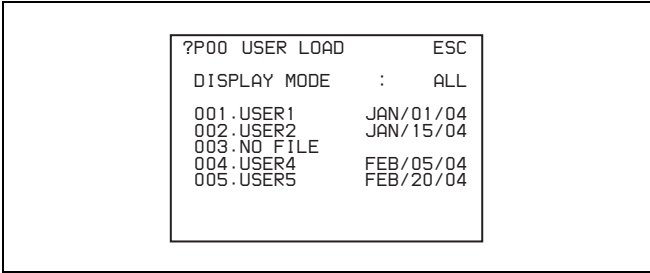 ?P00 USER LOAD ESC
DISPLAY MODE : ALL
001.USER1 JAN/01/04
002.USER2 JAN/15/04
003.NO FILE
004.USER4 FEB/05/04
005.USER5 FEB/20/04